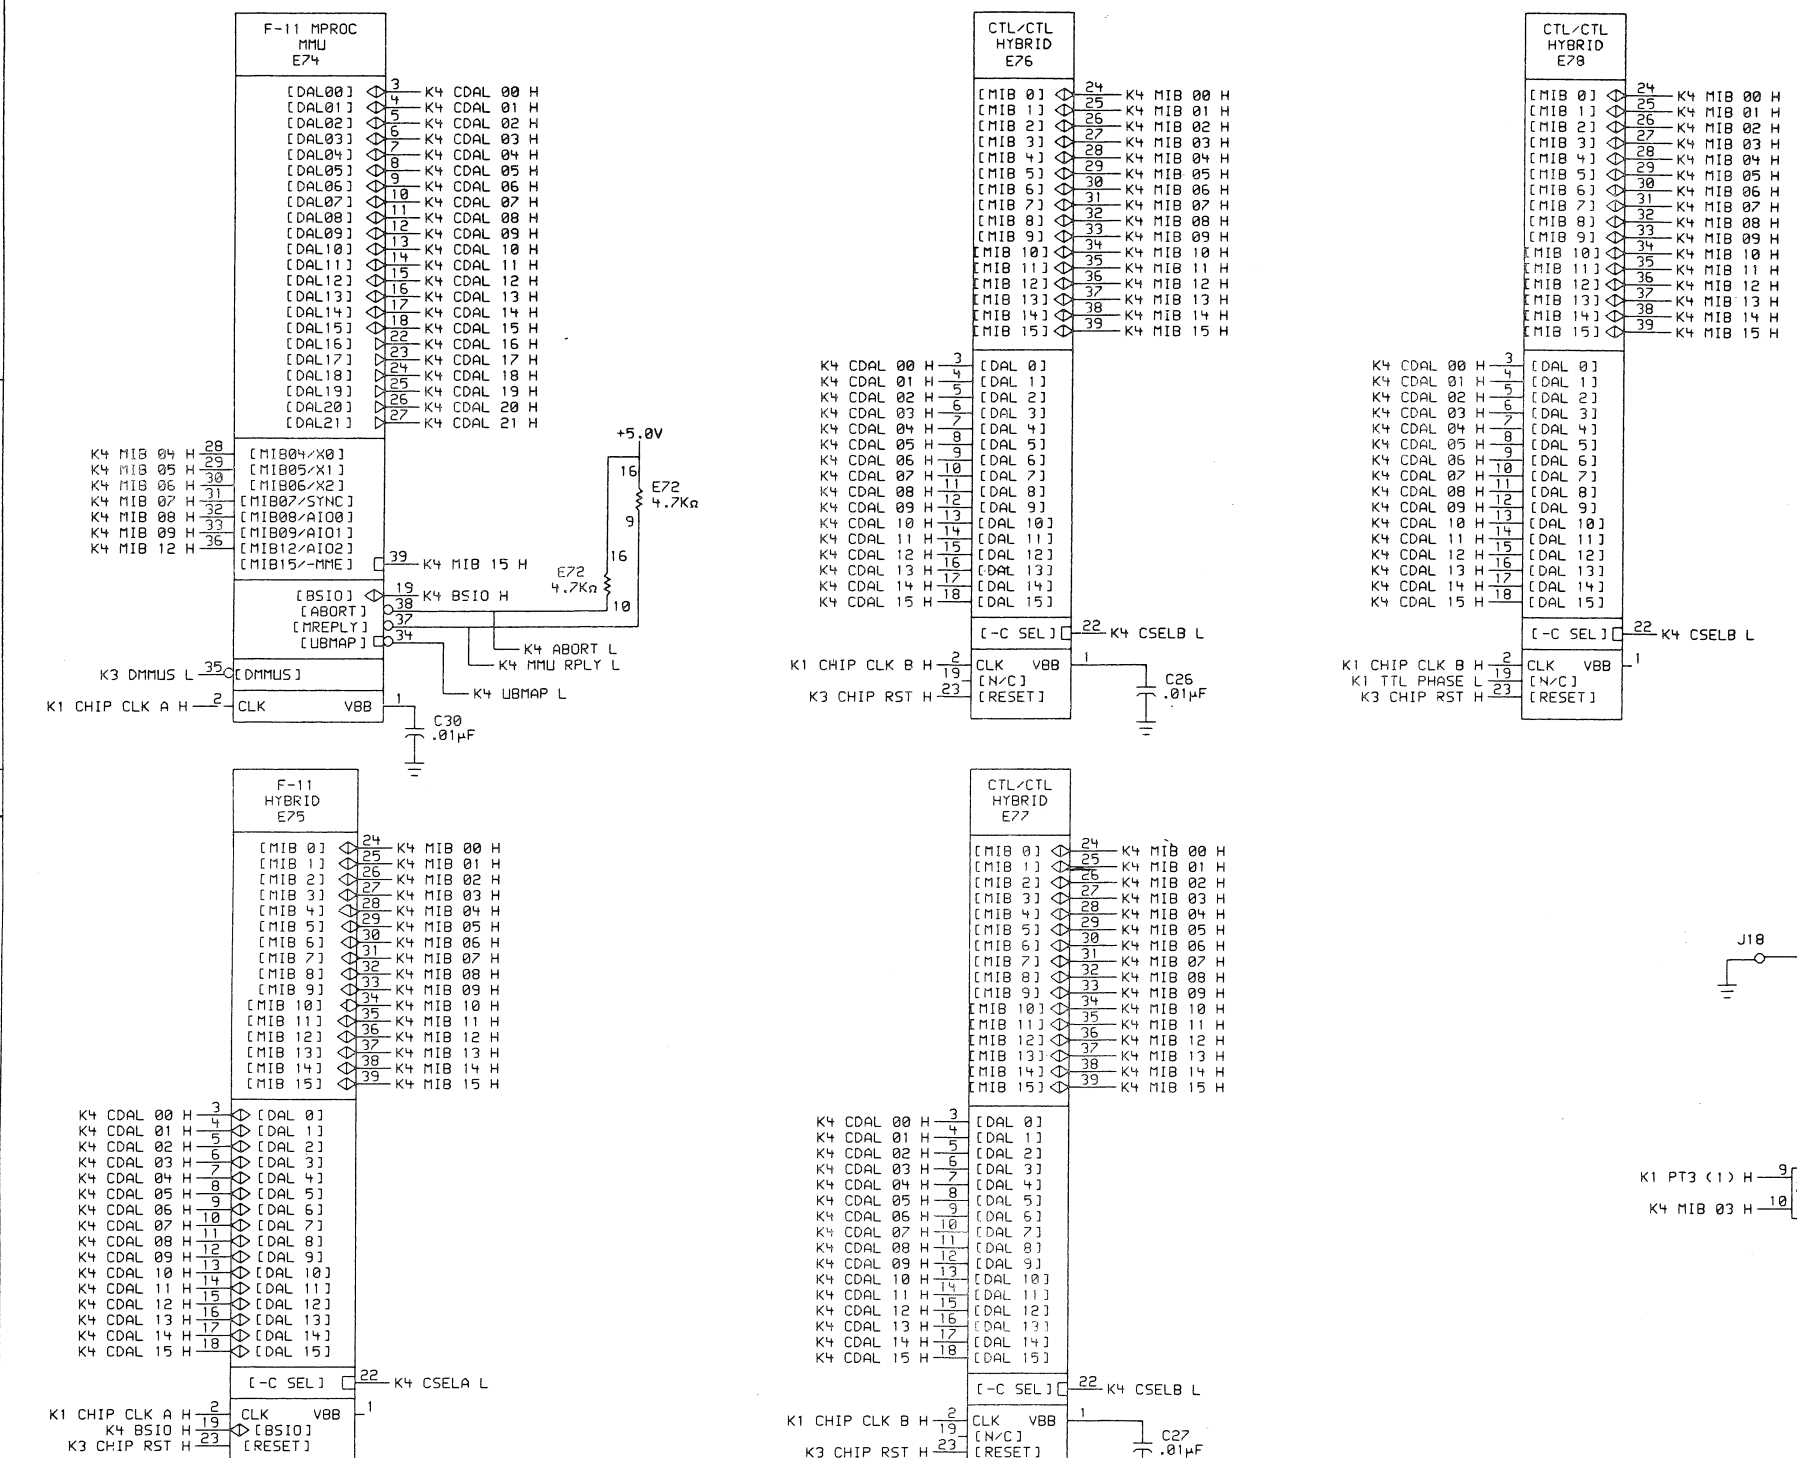 F-11 MPROC
MMU
E74
[DAL00] 3 K4 CDAL 00 H
[DAL01] 4 K4 CDAL 01 H
[DAL02] 5 K4 CDAL 02 H
[DAL03] 6 K4 CDAL 03 H
[DAL04] 7 K4 CDAL 04 H
[DAL05] 8 K4 CDAL 05 H
[DAL06] 9 K4 CDAL 06 H
[DAL07] 10 K4 CDAL 07 H
[DAL08] 11 K4 CDAL 08 H
[DAL09] 12 K4 CDAL 09 H
[DAL10] 13 K4 CDAL 10 H
[DAL11] 14 K4 CDAL 11 H
[DAL12] 15 K4 CDAL 12 H
[DAL13] 16 K4 CDAL 13 H
[DAL14] 17 K4 CDAL 14 H
[DAL15] 18 K4 CDAL 15 H
[DAL16] 22 K4 CDAL 16 H
[DAL17] 23 K4 CDAL 17 H
[DAL18] 24 K4 CDAL 18 H
[DAL19] 25 K4 CDAL 19 H
[DAL20] 26 K4 CDAL 20 H
[DAL21] 27 K4 CDAL 21 H
K4 MIB 04 H 28 [MIB04/X0]
K4 MIB 05 H 29 [MIB05/X1]
K4 MIB 06 H 30 [MIB06/X2]
K4 MIB 07 H 31 [MIB07/SYNC]
K4 MIB 08 H 32 [MIB08/AIO0]
K4 MIB 09 H 33 [MIB09/AIO1]
K4 MIB 12 H 36 [MIB12/AIO2]
[MIB15/-MME] 39 K4 MIB 15 H
[BSIO] 19 K4 BSIO H
[ABORT] 38
[MREPLY] 37
[UBMAP] 34
K4 ABORT L
K4 MMU RPLY L
K4 UBMAP L
K3 DMMUS L 35 [DMMUS]
K1 CHIP CLK A H 2 CLK VBB 1
C30
.01µF
+5.0V
16
E72
4.7KΩ
9
16
E72
4.7KΩ
10
CTL/CTL
HYBRID
E76
[MIB 0] 24 K4 MIB 00 H
[MIB 1] 25 K4 MIB 01 H
[MIB 2] 26 K4 MIB 02 H
[MIB 3] 27 K4 MIB 03 H
[MIB 4] 28 K4 MIB 04 H
[MIB 5] 29 K4 MIB 05 H
[MIB 6] 30 K4 MIB 06 H
[MIB 7] 31 K4 MIB 07 H
[MIB 8] 32 K4 MIB 08 H
[MIB 9] 33 K4 MIB 09 H
[MIB 10] 34 K4 MIB 10 H
[MIB 11] 35 K4 MIB 11 H
[MIB 12] 36 K4 MIB 12 H
[MIB 13] 37 K4 MIB 13 H
[MIB 14] 38 K4 MIB 14 H
[MIB 15] 39 K4 MIB 15 H
K4 CDAL 00 H 3 [DAL 0]
K4 CDAL 01 H 4 [DAL 1]
K4 CDAL 02 H 5 [DAL 2]
K4 CDAL 03 H 6 [DAL 3]
K4 CDAL 04 H 7 [DAL 4]
K4 CDAL 05 H 8 [DAL 5]
K4 CDAL 06 H 9 [DAL 6]
K4 CDAL 07 H 10 [DAL 7]
K4 CDAL 08 H 11 [DAL 8]
K4 CDAL 09 H 12 [DAL 9]
K4 CDAL 10 H 13 [DAL 10]
K4 CDAL 11 H 14 [DAL 11]
K4 CDAL 12 H 15 [DAL 12]
K4 CDAL 13 H 16 [DAL 13]
K4 CDAL 14 H 17 [DAL 14]
K4 CDAL 15 H 18 [DAL 15]
[-C SEL] 22 K4 CSELB L
K1 CHIP CLK B H 2 CLK VBB 1
19 [N/C]
K3 CHIP RST H 23 [RESET]
C26
.01µF
CTL/CTL
HYBRID
E78
[MIB 0] 24 K4 MIB 00 H
[MIB 1] 25 K4 MIB 01 H
[MIB 2] 26 K4 MIB 02 H
[MIB 3] 27 K4 MIB 03 H
[MIB 4] 28 K4 MIB 04 H
[MIB 5] 29 K4 MIB 05 H
[MIB 6] 30 K4 MIB 06 H
[MIB 7] 31 K4 MIB 07 H
[MIB 8] 32 K4 MIB 08 H
[MIB 9] 33 K4 MIB 09 H
[MIB 10] 34 K4 MIB 10 H
[MIB 11] 35 K4 MIB 11 H
[MIB 12] 36 K4 MIB 12 H
[MIB 13] 37 K4 MIB 13 H
[MIB 14] 38 K4 MIB 14 H
[MIB 15] 39 K4 MIB 15 H
K4 CDAL 00 H 3 [DAL 0]
K4 CDAL 01 H 4 [DAL 1]
K4 CDAL 02 H 5 [DAL 2]
K4 CDAL 03 H 6 [DAL 3]
K4 CDAL 04 H 7 [DAL 4]
K4 CDAL 05 H 8 [DAL 5]
K4 CDAL 06 H 9 [DAL 6]
K4 CDAL 07 H 10 [DAL 7]
K4 CDAL 08 H 11 [DAL 8]
K4 CDAL 09 H 12 [DAL 9]
K4 CDAL 10 H 13 [DAL 10]
K4 CDAL 11 H 14 [DAL 11]
K4 CDAL 12 H 15 [DAL 12]
K4 CDAL 13 H 16 [DAL 13]
K4 CDAL 14 H 17 [DAL 14]
K4 CDAL 15 H 18 [DAL 15]
[-C SEL] 22 K4 CSELB L
K1 CHIP CLK B H 2 CLK VBB 1
K1 TTL PHASE L 19 [N/C]
K3 CHIP RST H 23 [RESET]
F-11
HYBRID
E75
[MIB 0] 24 K4 MIB 00 H
[MIB 1] 25 K4 MIB 01 H
[MIB 2] 26 K4 MIB 02 H
[MIB 3] 27 K4 MIB 03 H
[MIB 4] 28 K4 MIB 04 H
[MIB 5] 29 K4 MIB 05 H
[MIB 6] 30 K4 MIB 06 H
[MIB 7] 31 K4 MIB 07 H
[MIB 8] 32 K4 MIB 08 H
[MIB 9] 33 K4 MIB 09 H
[MIB 10] 34 K4 MIB 10 H
[MIB 11] 35 K4 MIB 11 H
[MIB 12] 36 K4 MIB 12 H
[MIB 13] 37 K4 MIB 13 H
[MIB 14] 38 K4 MIB 14 H
[MIB 15] 39 K4 MIB 15 H
K4 CDAL 00 H 3 [DAL 0]
K4 CDAL 01 H 4 [DAL 1]
K4 CDAL 02 H 5 [DAL 2]
K4 CDAL 03 H 6 [DAL 3]
K4 CDAL 04 H 7 [DAL 4]
K4 CDAL 05 H 8 [DAL 5]
K4 CDAL 06 H 9 [DAL 6]
K4 CDAL 07 H 10 [DAL 7]
K4 CDAL 08 H 11 [DAL 8]
K4 CDAL 09 H 12 [DAL 9]
K4 CDAL 10 H 13 [DAL 10]
K4 CDAL 11 H 14 [DAL 11]
K4 CDAL 12 H 15 [DAL 12]
K4 CDAL 13 H 16 [DAL 13]
K4 CDAL 14 H 17 [DAL 14]
K4 CDAL 15 H 18 [DAL 15]
[-C SEL] 22 K4 CSELA L
K1 CHIP CLK A H 2 CLK VBB 1
K4 BSIO H 19 [BSIO]
K3 CHIP RST H 23 [RESET]
CTL/CTL
HYBRID
E77
[MIB 0] 24 K4 MIB 00 H
[MIB 1] 25 K4 MIB 01 H
[MIB 2] 26 K4 MIB 02 H
[MIB 3] 27 K4 MIB 03 H
[MIB 4] 28 K4 MIB 04 H
[MIB 5] 29 K4 MIB 05 H
[MIB 6] 30 K4 MIB 06 H
[MIB 7] 31 K4 MIB 07 H
[MIB 8] 32 K4 MIB 08 H
[MIB 9] 33 K4 MIB 09 H
[MIB 10] 34 K4 MIB 10 H
[MIB 11] 35 K4 MIB 11 H
[MIB 12] 36 K4 MIB 12 H
[MIB 13] 37 K4 MIB 13 H
[MIB 14] 38 K4 MIB 14 H
[MIB 15] 39 K4 MIB 15 H
K4 CDAL 00 H 3 [DAL 0]
K4 CDAL 01 H 4 [DAL 1]
K4 CDAL 02 H 5 [DAL 2]
K4 CDAL 03 H 6 [DAL 3]
K4 CDAL 04 H 7 [DAL 4]
K4 CDAL 05 H 8 [DAL 5]
K4 CDAL 06 H 9 [DAL 6]
K4 CDAL 07 H 10 [DAL 7]
K4 CDAL 08 H 11 [DAL 8]
K4 CDAL 09 H 12 [DAL 9]
K4 CDAL 10 H 13 [DAL 10]
K4 CDAL 11 H 14 [DAL 11]
K4 CDAL 12 H 15 [DAL 12]
K4 CDAL 13 H 16 [DAL 13]
K4 CDAL 14 H 17 [DAL 14]
K4 CDAL 15 H 18 [DAL 15]
[-C SEL] 22 K4 CSELB L
K1 CHIP CLK B H 2 CLK VBB 1
19 [N/C]
K3 CHIP RST H 23 [RESET]
C27
.01µF
J18
K1 PT3 (1) H 9
K4 MIB 03 H 10